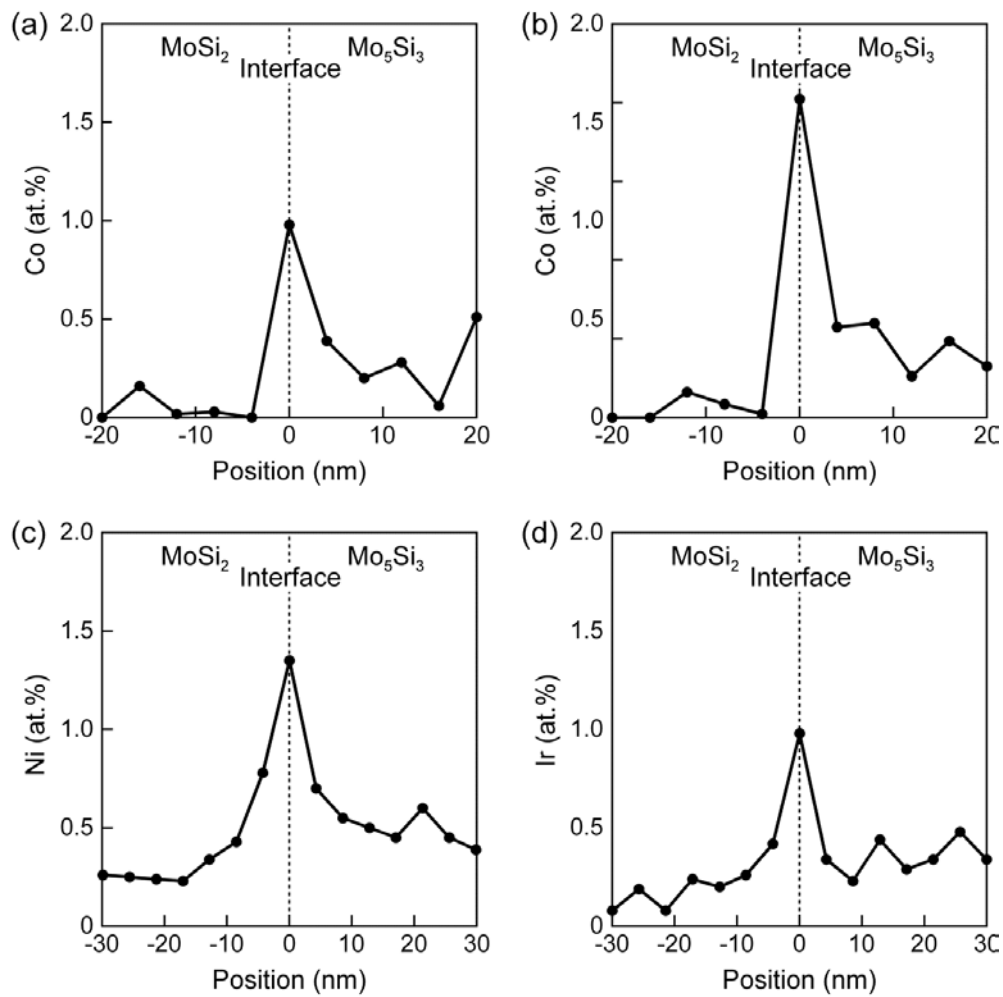 (a)
2.0
1.5
1.0
0.5
0
Co (at.%)
MoSi₂
Mo₅Si₃
Interface
-20
-10
0
10
20
Position (nm)
(b)
2.0
1.5
1.0
0.5
0
Co (at.%)
MoSi₂
Mo₅Si₃
Interface
-20
-10
0
10
20
Position (nm)
(c)
2.0
1.5
1.0
0.5
0
Ni (at.%)
MoSi₂
Mo₅Si₃
Interface
-30
-20
-10
0
10
20
30
Position (nm)
(d)
2.0
1.5
1.0
0.5
0
Ir (at.%)
MoSi₂
Mo₅Si₃
Interface
-30
-20
-10
0
10
20
30
Position (nm)